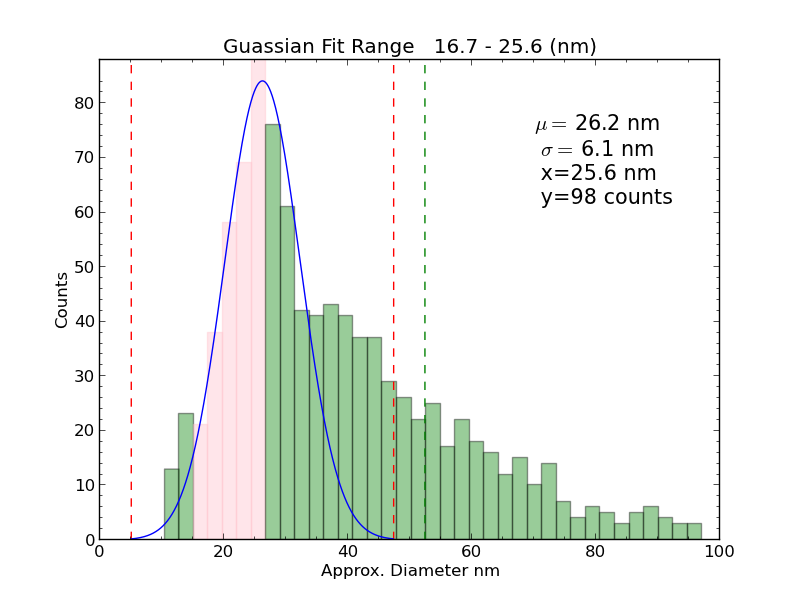 Guassian Fit Range 16.7 - 25.6 (nm)
μ = 26.2 nm
σ = 6.1 nm
x=25.6 nm
y=98 counts
Counts
80
70
60
50
40
30
20
10
0
0 20 40 60 80 100
Approx. Diameter nm